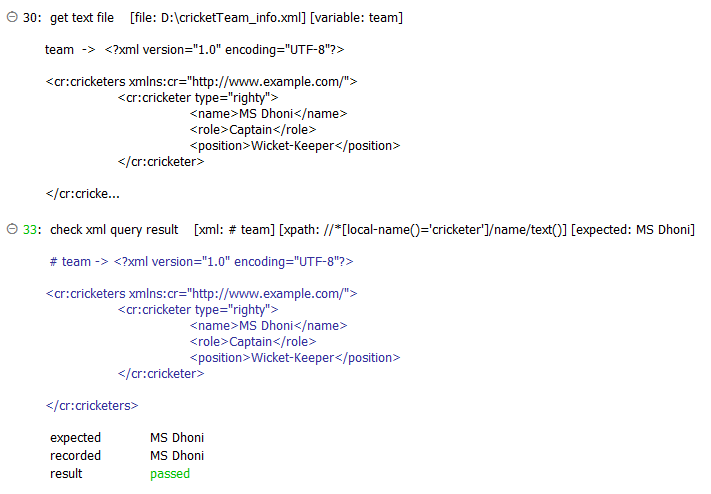 30: get text file [file: D:\cricketTeam_info.xml] [variable: team]
team -> <?xml version="1.0" encoding="UTF-8"?>
<cr:cricketers xmlns:cr="http://www.example.com/">
<cr:cricketer type="righty">
<name>MS Dhoni</name>
<role>Captain</role>
<position>Wicket-Keeper</position>
</cr:cricketer>
</cr:cricke...
33: check xml query result [xml: # team] [xpath: //*[local-name()='cricketer']/name/text()] [expected: MS Dhoni]
# team -> <?xml version="1.0" encoding="UTF-8"?>
<cr:cricketers xmlns:cr="http://www.example.com/">
<cr:cricketer type="righty">
<name>MS Dhoni</name>
<role>Captain</role>
<position>Wicket-Keeper</position>
</cr:cricketer>
</cr:cricketers>
expected MS Dhoni
recorded MS Dhoni
result passed